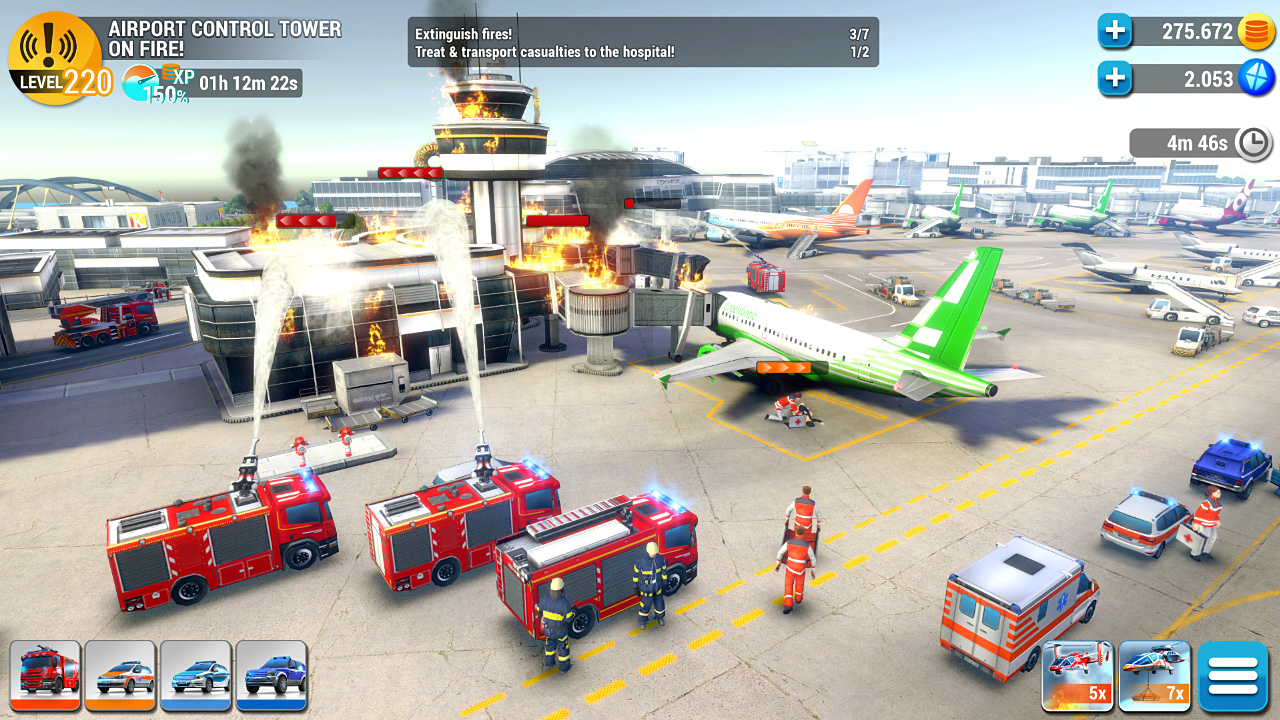 AIRPORT CONTROL TOWER
ON FIRE!
LEVEL 220
XP
150%
01h 12m 22s
Extinguish fires! 3/7
Treat & transport casualties to the hospital! 1/2
275.672
2.053
4m 46s
5x
7x